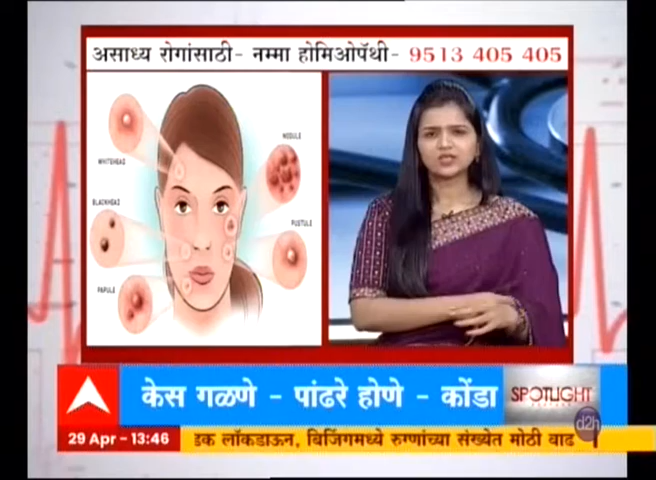 असाध्य रोगांसाठी- नम्मा होमिओपॅथी- 9513 405 405
WHITEHEAD
NODULE
BLACKHEAD
PUSTULE
PAPULE
केस गळणे - पांढरे होणे - कोंडा
SPOTLIGHT
d2h
29 Apr - 13:46
डक लॉकडाऊन, बिजिंगमध्ये रुग्णांच्या संख्येत मोठी वाढ